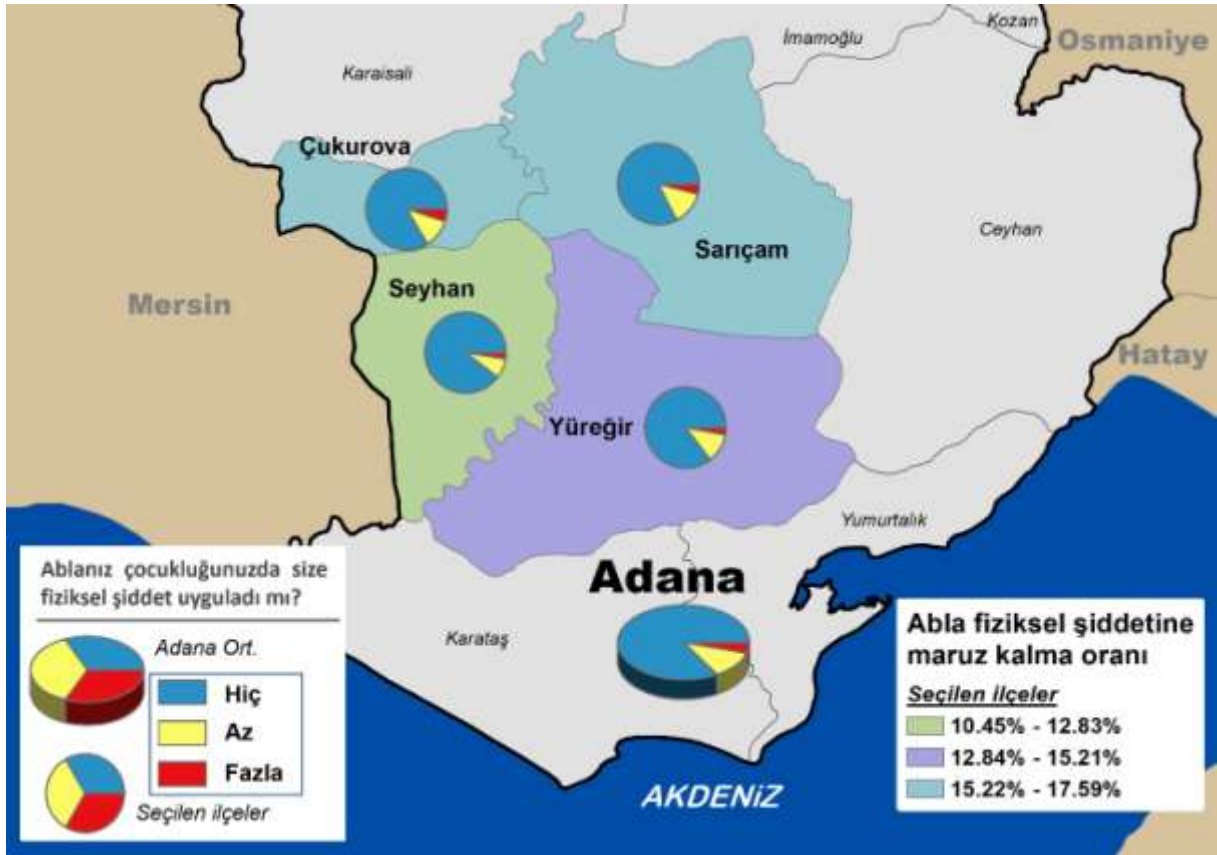 Kozan
İmamoğlu
Osmaniye
Karaisali
Çukurova
Sarıçam
Ceyhan
Seyhan
Mersin
Hatay
Yüreğir
Yumurtalık
Adana
Karataş
AKDENİZ
Ablanız çocukluğunuzda size
fiziksel şiddet uyguladı mı?
Adana Ort.
Hiç
Az
Fazla
Seçilen ilçeler
Abla fiziksel şiddetine
maruz kalma oranı
Seçilen ilçeler
10.45% - 12.83%
12.84% - 15.21%
15.22% - 17.59%